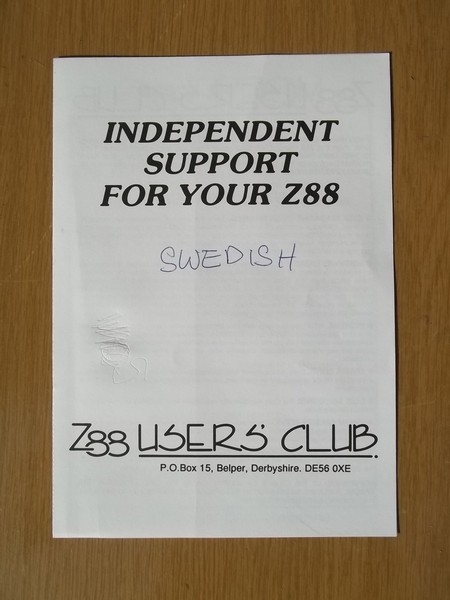 INDEPENDENT
SUPPORT
FOR YOUR Z88
SWEDISH
Z88 USERS' CLUB.
P.O.Box 15, Belper, Derbyshire. DE56 0XE